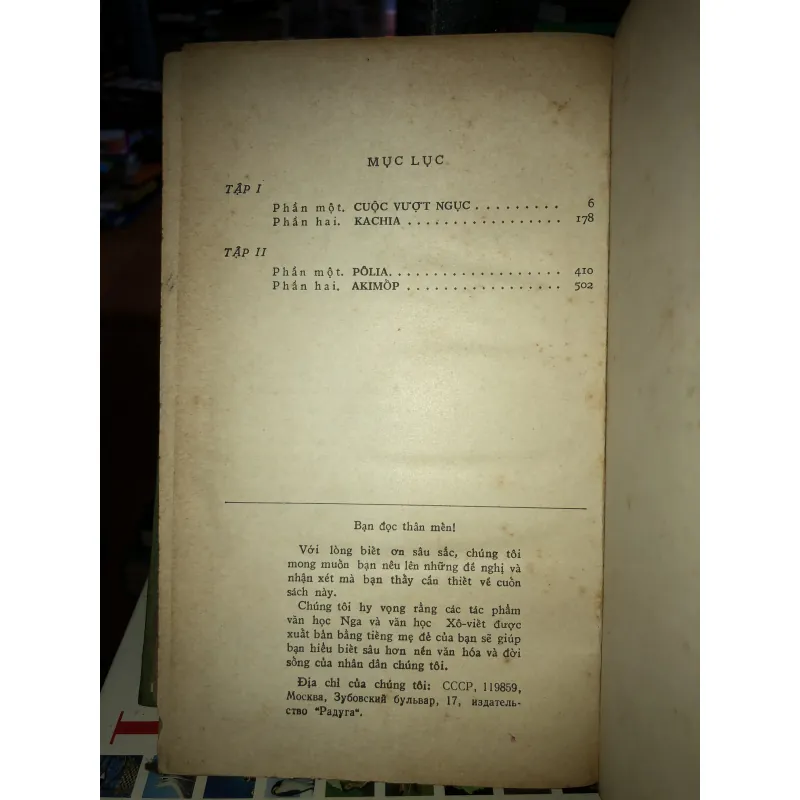 MỤC LỤC
TẬP I
Phần một. CUỘC VƯỢT NGỤC . . . . . . . . . 6
Phần hai. KACHIA . . . . . . . . . . . . . . . . . 178
TẬP II
Phần một. PÔLIA. . . . . . . . . . . . . . . . . . . 410
Phần hai. AKIMỐP . . . . . . . . . . . . . . . . . 502
Bạn đọc thân mến!
Với lòng biết ơn sâu sắc, chúng tôi
mong muốn bạn nêu lên những đề nghị và
nhận xét mà bạn thấy cần thiết về cuốn
sách này.
Chúng tôi hy vọng rằng các tác phẩm
văn học Nga và văn học Xô-viết được
xuất bản bằng tiếng mẹ đẻ của bạn sẽ giúp
bạn hiểu biết sâu hơn nền văn hóa và đời
sống của nhân dân chúng tôi.
Địa chỉ của chúng tôi: СССР, 119859,
Москва, Зубовский бульвар, 17, издатель-
ство "Радуга".